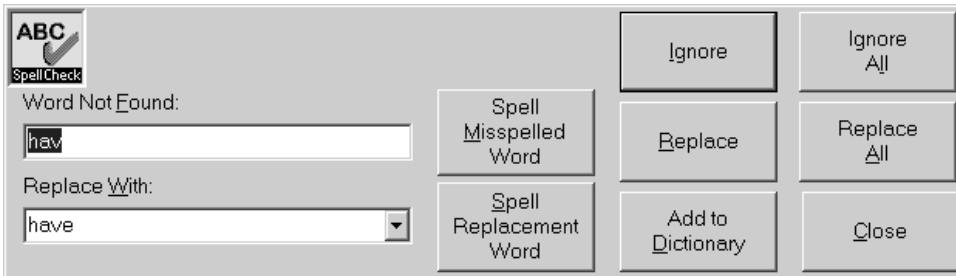 ABC
SpellCheck
Word Not Found:
hav
Replace With:
have
Spell
Misspelled
Word
Spell
Replacement
Word
Ignore
Replace
Add to
Dictionary
Ignore
All
Replace
All
Close